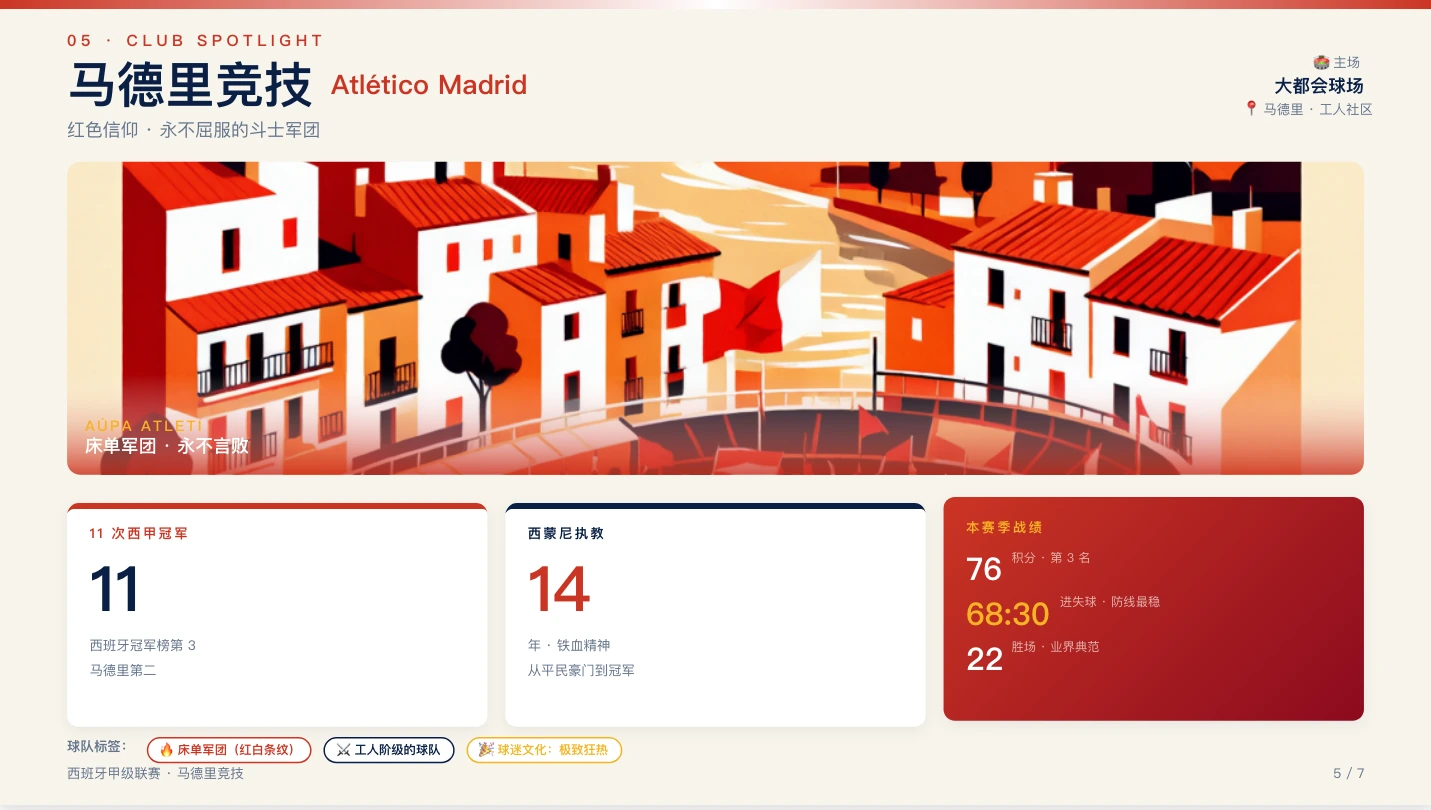 05 · CLUB SPOTLIGHT
马德里竞技 Atlético Madrid
红色信仰 · 永不屈服的斗士军团
主场
大都会球场
马德里 · 工人社区
AÚPA ATLETI
床单军团 · 永不言败
11 次西甲冠军
11
西班牙冠军榜第 3
马德里第二
西蒙尼执教
14
年 · 铁血精神
从平民豪门到冠军
本赛季战绩
76 积分 · 第 3 名
68:30 进失球 · 防线最稳
22 胜场 · 业界典范
球队标签： 床单军团（红白条纹） 工人阶级的球队 球迷文化：极致狂热
西班牙甲级联赛 · 马德里竞技
5 / 7